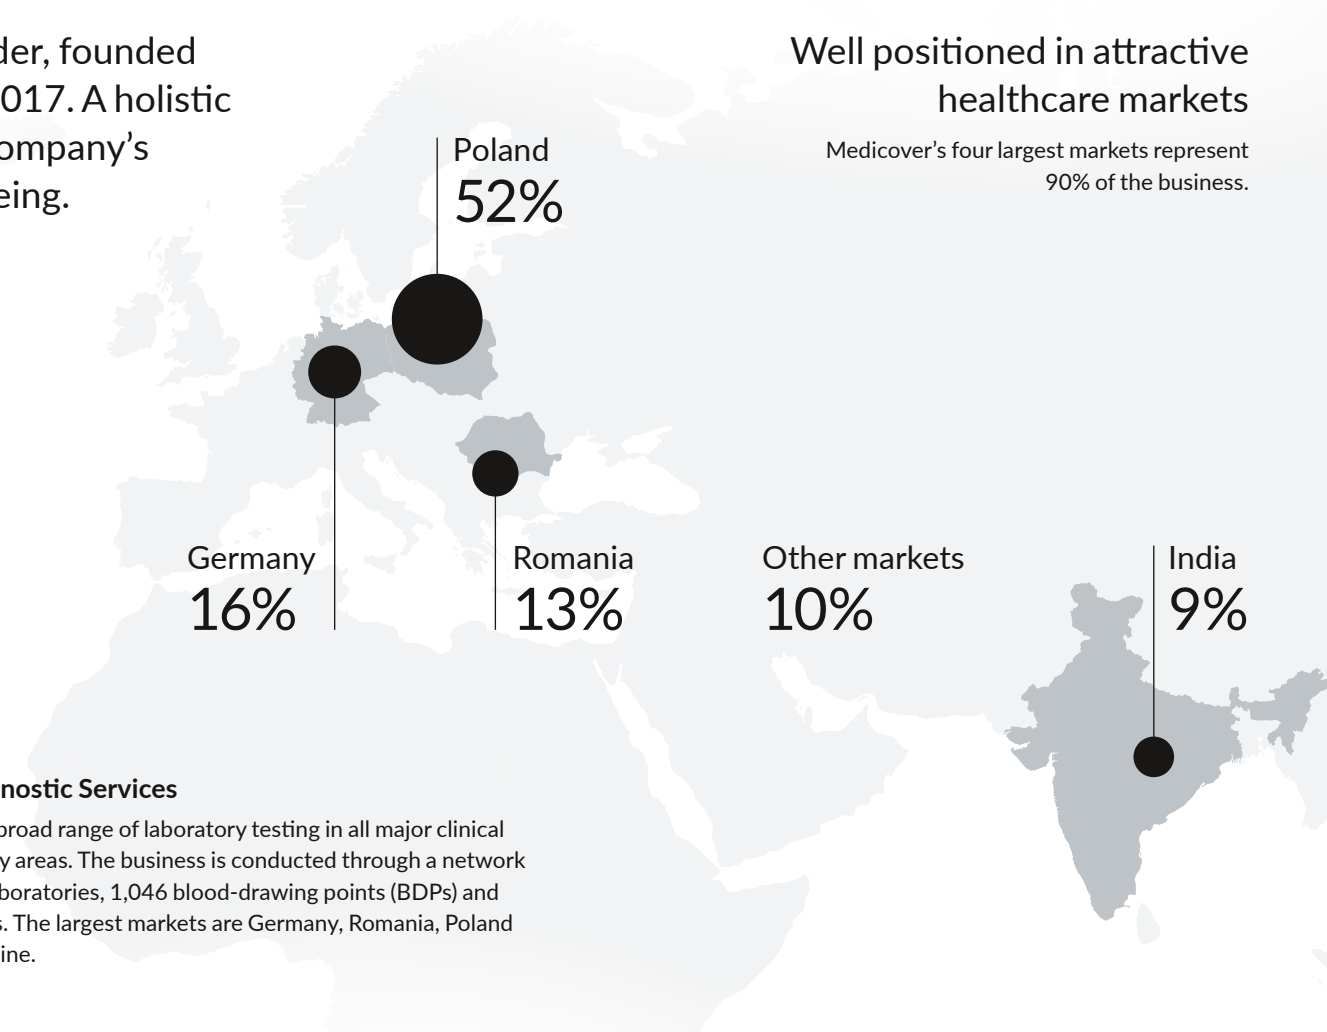 der, founded
017. A holistic
ompany’s
eing.
Well positioned in attractive
healthcare markets
Medicover’s four largest markets represent
90% of the business.
Poland
52%
Germany
16%
Romania
13%
Other markets
10%
India
9%
nostic Services
broad range of laboratory testing in all major clinical
y areas. The business is conducted through a network
boratories, 1,046 blood-drawing points (BDPs) and
s. The largest markets are Germany, Romania, Poland
ine.